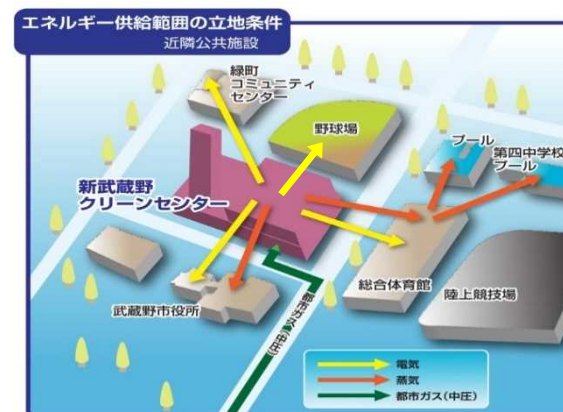 エネルギー供給範囲の立地条件
近隣公共施設
緑町
コミュニティ
センター
野球場
プール
第四中学校
プール
新武蔵野
クリーンセンター
総合体育館
陸上競技場
武蔵野市役所
都市ガス(中圧)
電気
蒸気
都市ガス(中圧)